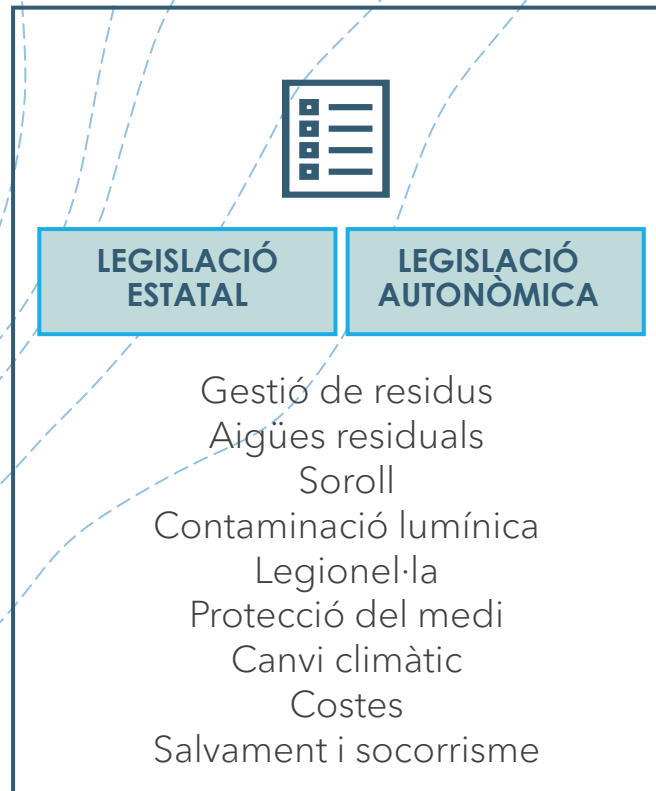 LEGISLACIÓ
ESTATAL
LEGISLACIÓ
AUTONÒMICA
Gestió de residus
Aigües residuals
Soroll
Contaminació lumínica
Legionel·la
Protecció del medi
Canvi climàtic
Costes
Salvament i socorrisme